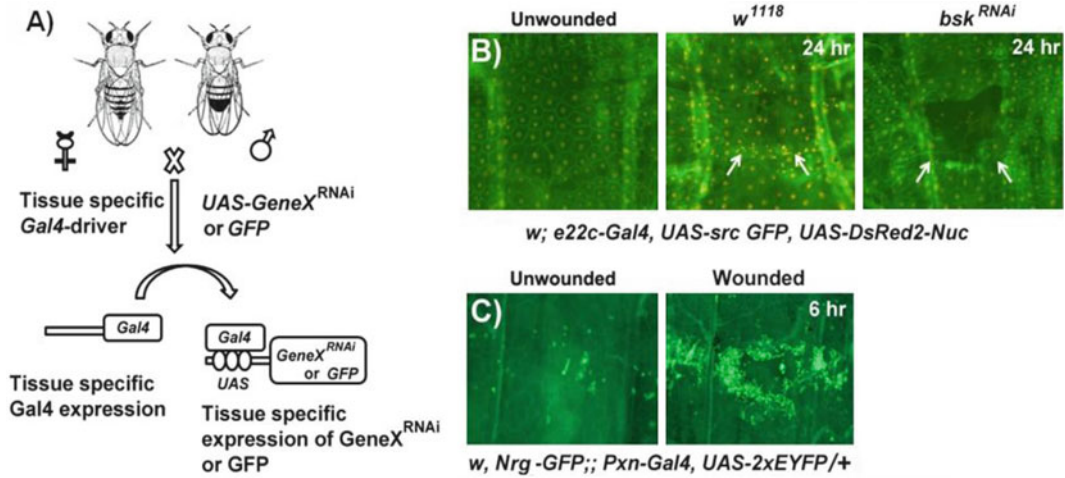 A)
Tissue specific
Gal4-driver
UAS-GeneX^RNAi
or GFP
Gal4
Gal4
UAS
GeneX^RNAi
or GFP
Tissue specific
Gal4 expression
Tissue specific
expression of GeneX^RNAi
or GFP
Unwounded
w^1118
bsk^RNAi
B)
24 hr
24 hr
w; e22c-Gal4, UAS-src GFP, UAS-DsRed2-Nuc
Unwounded
Wounded
C)
6 hr
w, Nrg -GFP;; Pxn-Gal4, UAS-2xEYFP/+